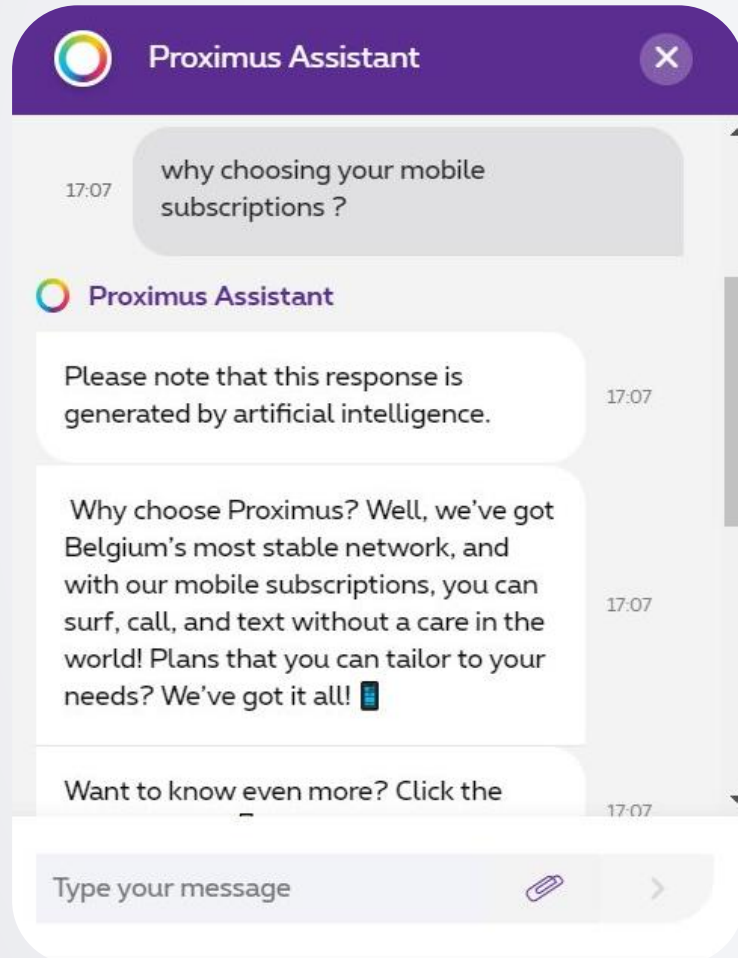 Proximus Assistant
why choosing your mobile
17:07
subscriptions ?
Proximus Assistant
Please note that this response is
generated by artificial intelligence.
17:07
Why choose Proximus? Well, we've got
Belgium's most stable network, and
with our mobile subscriptions, you can
surf, call, and text without a care in the
17:07
world! Plans that you can tailor to your
needs? We've got it all!
Want to know even more? Click the
17:07
Type your message